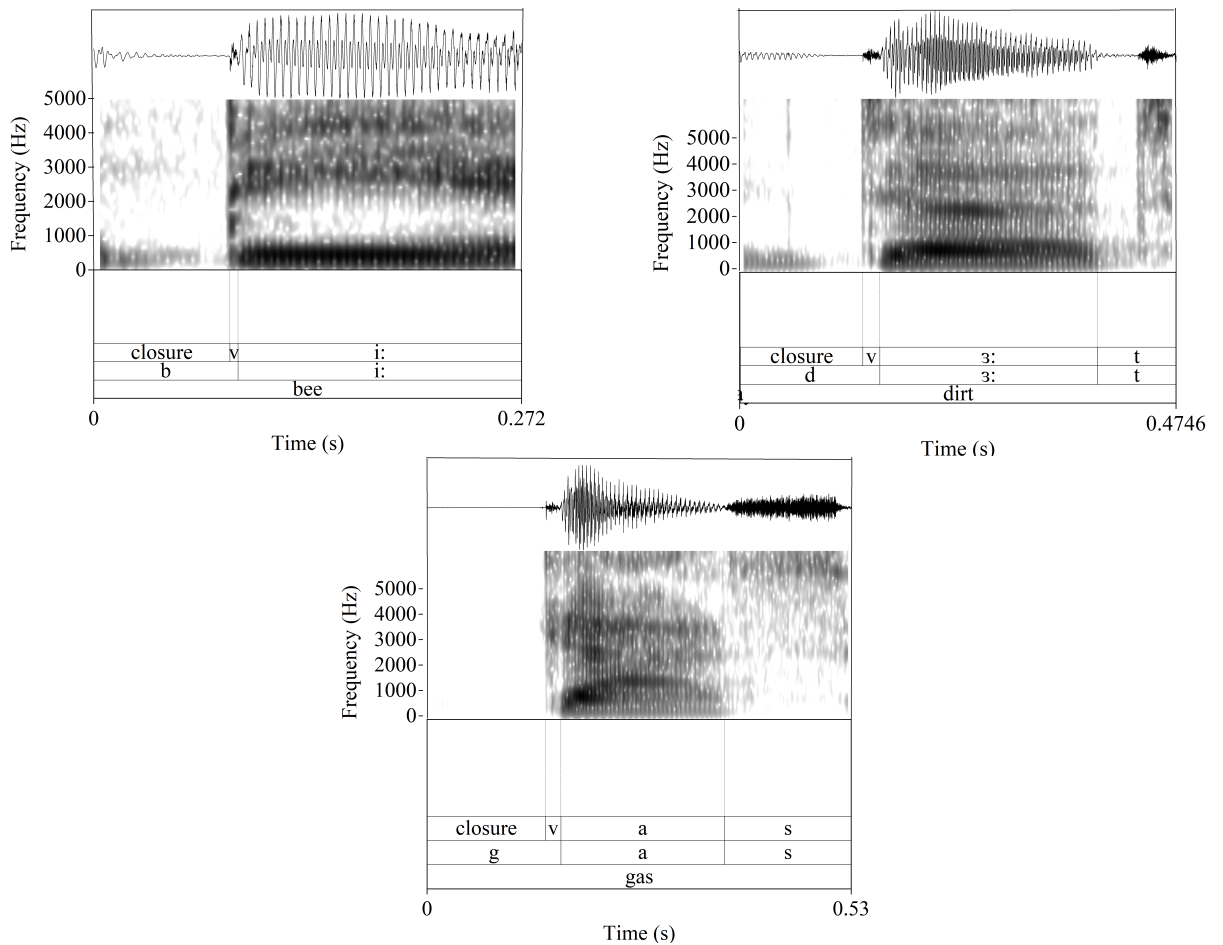 5000
4000
3000
2000
1000
0
Frequency (Hz)
closure v i:
b i:
bee
0 0.272
Time (s)
5000
4000
3000
2000
1000
0
Frequency (Hz)
closure v ɜ: t
d ɜ: t
dirt
0 0.4746
Time (s)
5000
4000
3000
2000
1000
0
Frequency (Hz)
closure v a s
g a s
gas
0 0.53
Time (s)